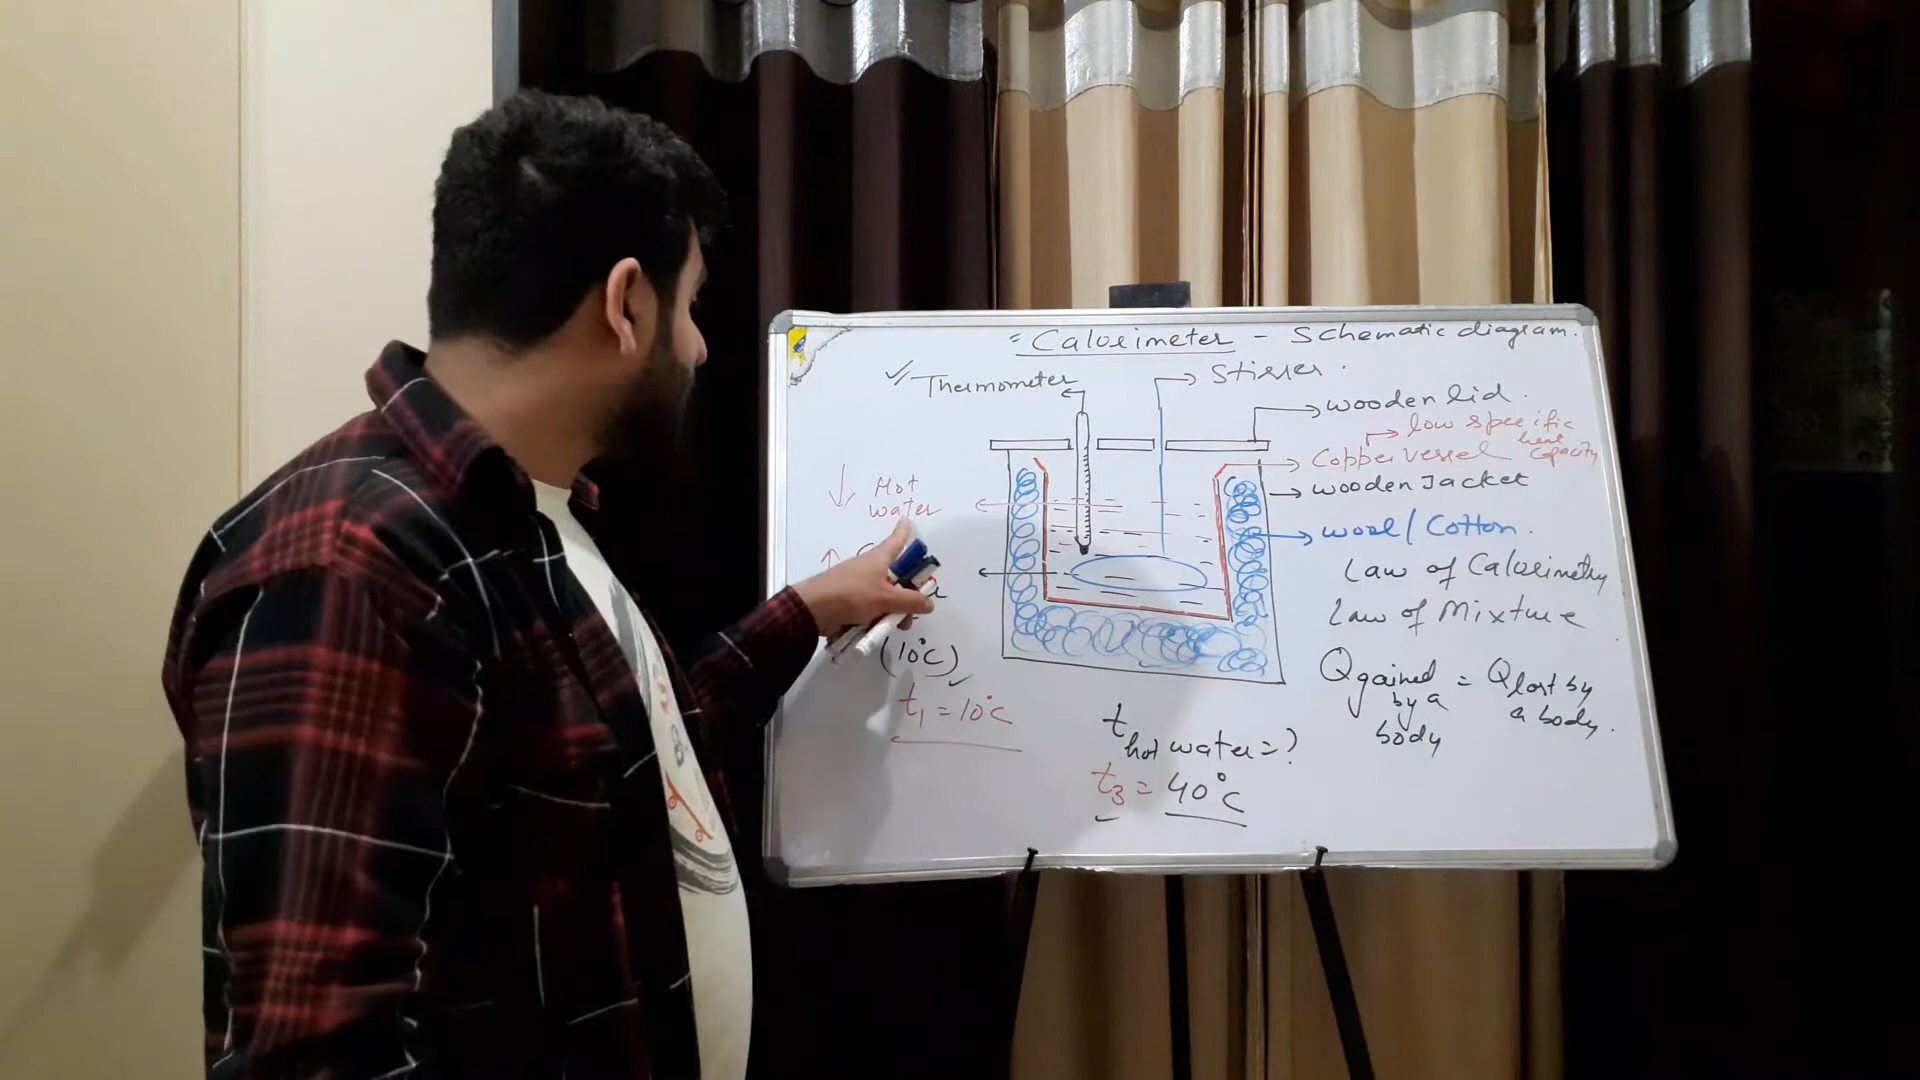 = Calorimeter - Schematic diagram.
✓ Thermometer
Stirrer.
wooden lid.
low specific heat capacity
Copper vessel
wooden Jacket
wool / Cotton.
Hot
water
(10°C)
t₁ = 10°C
t hot water = ?
t₃ = 40°C
Law of Calorimetry
Law of Mixture
Q gained by a body = Q lost by a body.